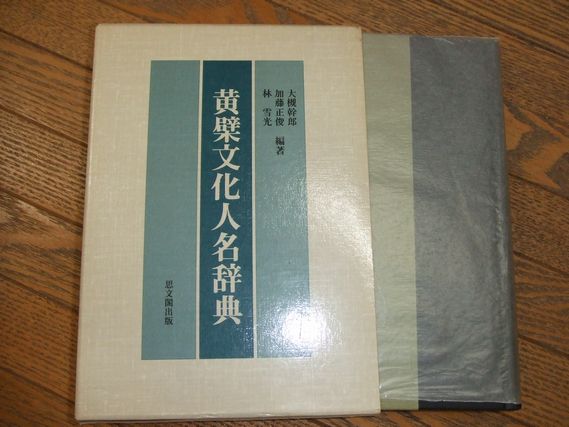 大槻幹郎
加藤正俊
林 雪光
編著
黄檗文化人名辞典
思文閣出版